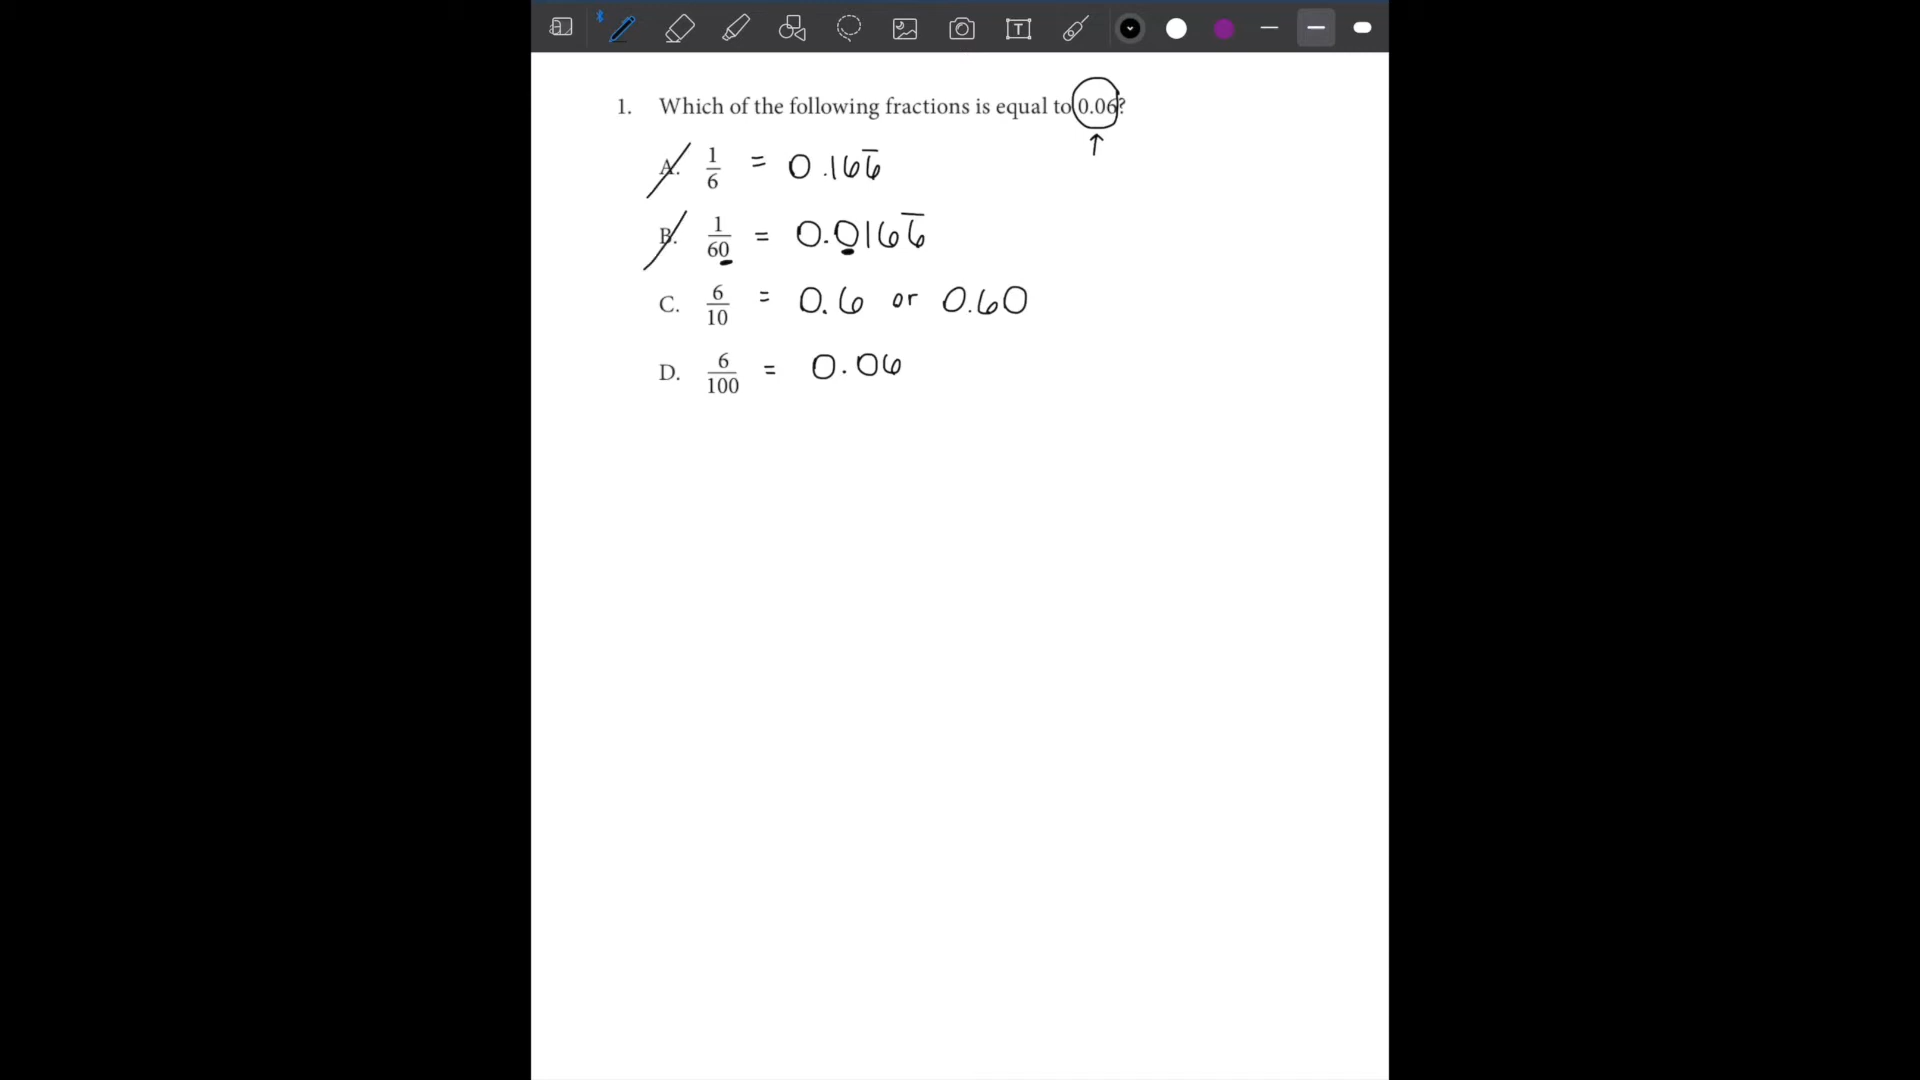 1. Which of the following fractions is equal to 0.06?
A. 1/6 = 0.166̅
B. 1/60 = 0.0166̅
C. 6/10 = 0.6 or 0.60
D. 6/100 = 0.06